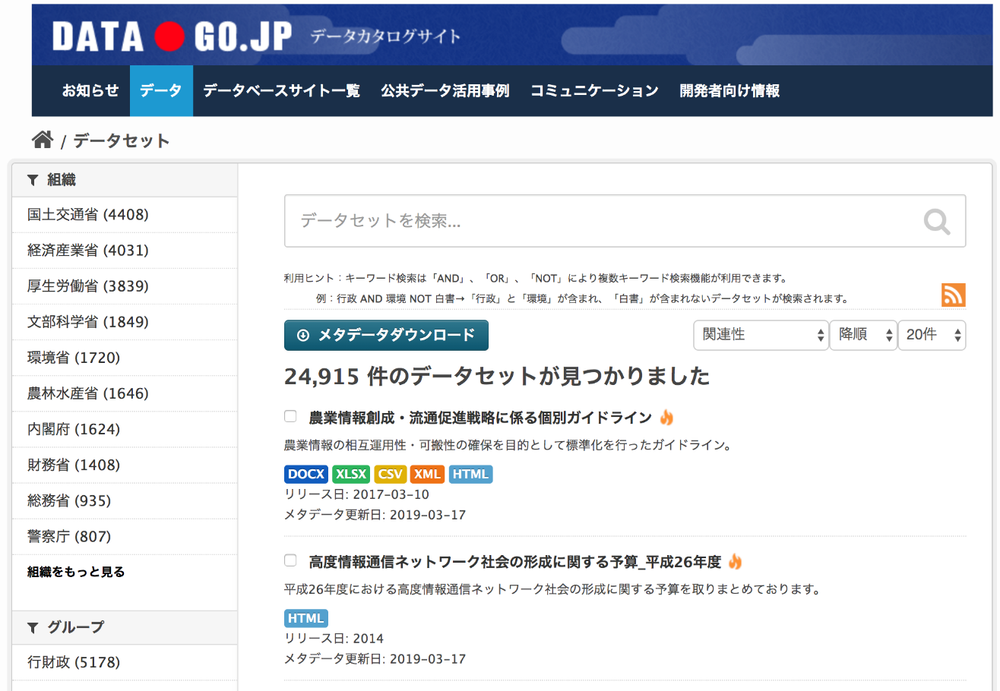 DATA GO.JP データカタログサイト
お知らせ データ データベースサイト一覧 公共データ活用事例 コミュニケーション 開発者向け情報
/ データセット
組織
国土交通省 (4408)
経済産業省 (4031)
厚生労働省 (3839)
文部科学省 (1849)
環境省 (1720)
農林水産省 (1646)
内閣府 (1624)
財務省 (1408)
総務省 (935)
警察庁 (807)
組織をもっと見る
グループ
行財政 (5178)
データセットを検索...
利用ヒント：キーワード検索は「AND」、「OR」、「NOT」により複数キーワード検索機能が利用できます。
例：行政 AND 環境 NOT 白書→「行政」と「環境」が含まれ、「白書」が含まれないデータセットが検索されます。
メタデータダウンロード 関連性 降順 20件
24,915 件のデータセットが見つかりました
農業情報創成・流通促進戦略に係る個別ガイドライン
農業情報の相互運用性・可搬性の確保を目的として標準化を行ったガイドライン。
DOCX XLSX CSV XML HTML
リリース日: 2017-03-10
メタデータ更新日: 2019-03-17
高度情報通信ネットワーク社会の形成に関する予算_平成26年度
平成26年度における高度情報通信ネットワーク社会の形成に関する予算を取りまとめております。
HTML
リリース日: 2014
メタデータ更新日: 2019-03-17